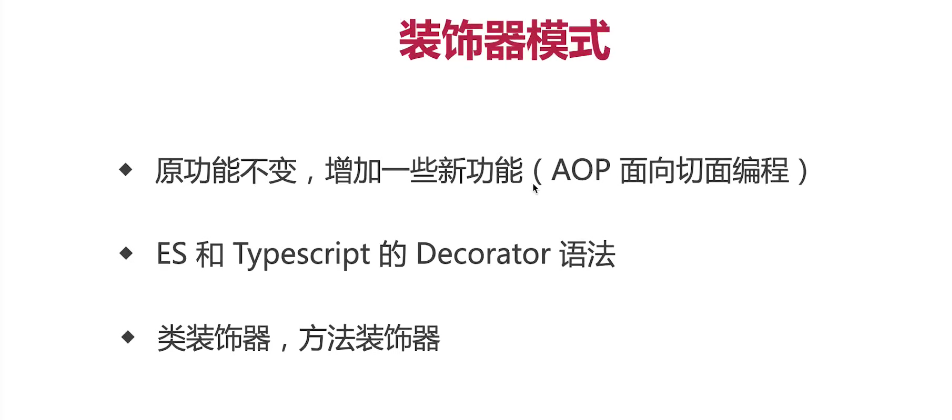 装饰器模式
原功能不变，增加一些新功能（AOP 面向切面编程）
ES 和 Typescript 的 Decorator 语法
类装饰器，方法装饰器